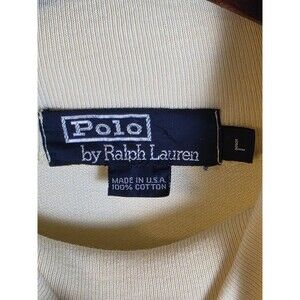 Polo
by Ralph Lauren
L
MADE IN U.S.A.
100% COTTON